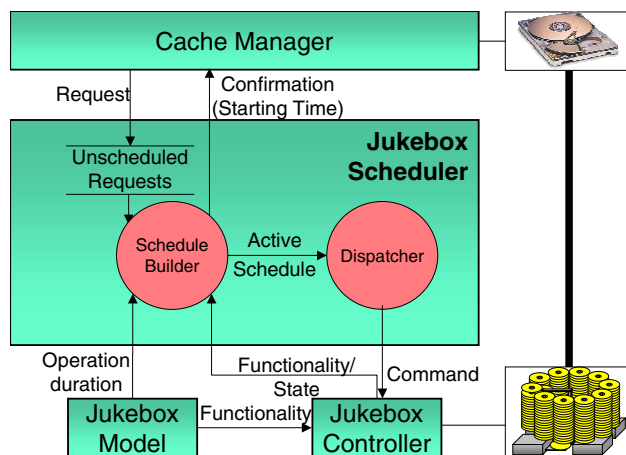 Cache Manager
Request
Confirmation
(Starting Time)
Jukebox
Scheduler
Unscheduled
Requests
Schedule
Builder
Active
Schedule
Dispatcher
Operation
duration
Functionality/
State
Command
Jukebox
Model
Functionality
Jukebox
Controller